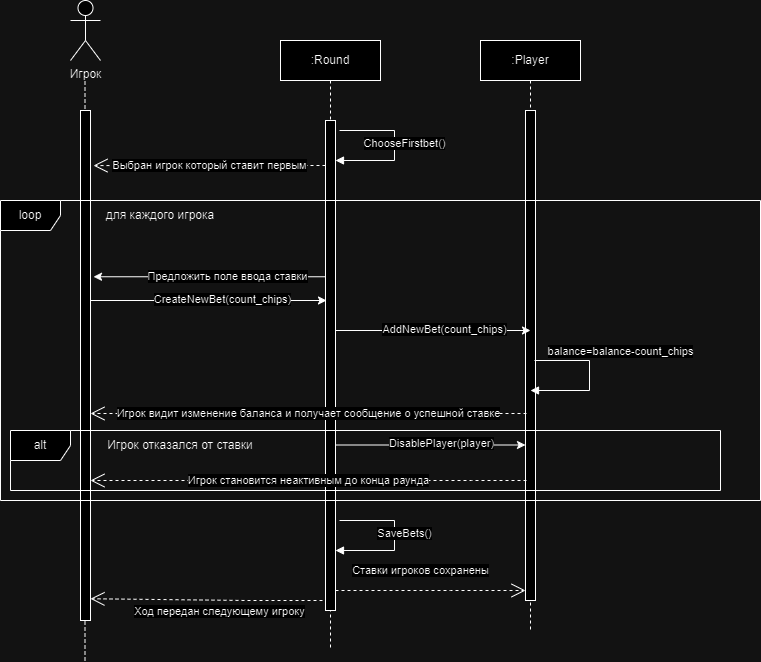 Игрок
:Round
:Player
ChooseFirstbet()
Выбран игрок который ставит первым
loop
для каждого игрока
Предложить поле ввода ставки
CreateNewBet(count_chips)
AddNewBet(count_chips)
balance=balance-count_chips
Игрок видит изменение баланса и получает сообщение о успешной ставке
alt
Игрок отказался от ставки
DisablePlayer(player)
Игрок становится неактивным до конца раунда
SaveBets()
Ставки игроков сохранены
Ход передан следующему игроку